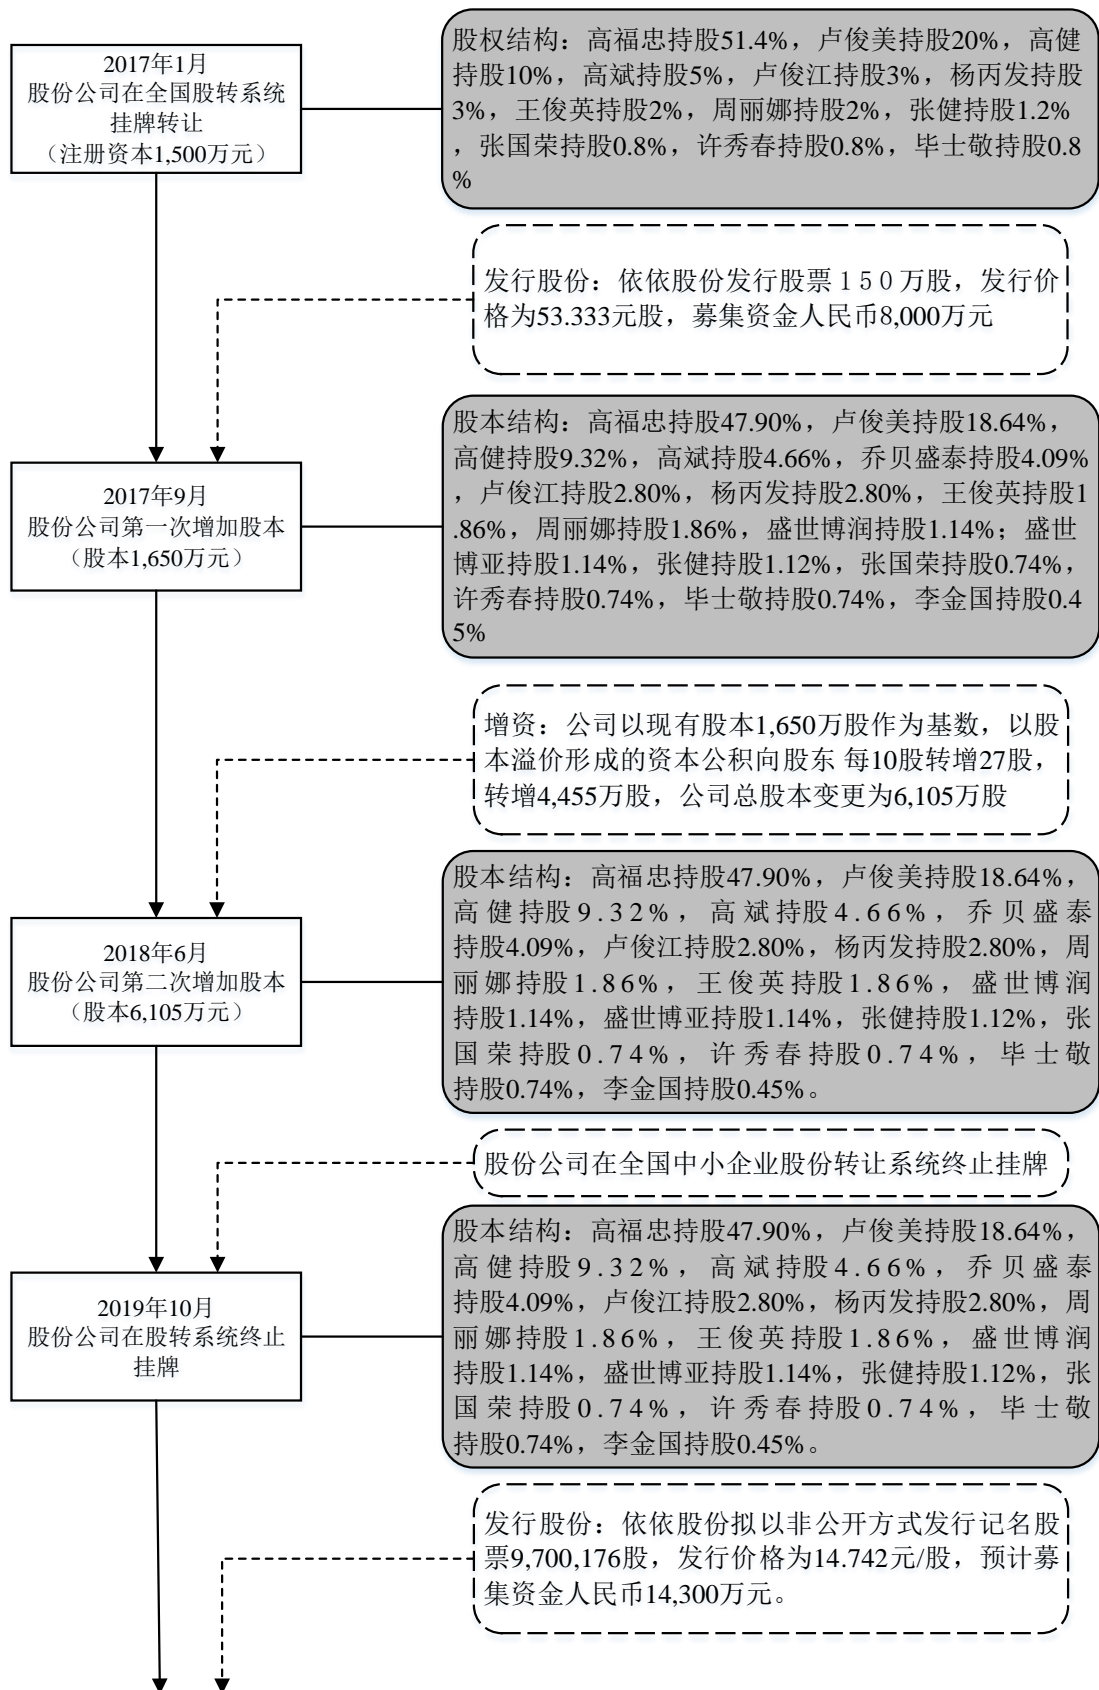 2017年1月
股份公司在全国股转系统
挂牌转让
（注册资本1,500万元）
股权结构：高福忠持股51.4%，卢俊美持股20%，高健
持股10%，高斌持股5%，卢俊江持股3%，杨丙发持股
3%，王俊英持股2%，周丽娜持股2%，张健持股1.2%
，张国荣持股0.8%，许秀春持股0.8%，毕士敬持股0.8
%
发行股份：依依股份发行股票１５０万股，发行价
格为53.333元股，募集资金人民币8,000万元
2017年9月
股份公司第一次增加股本
（股本1,650万元）
股本结构：高福忠持股47.90%，卢俊美持股18.64%，
高健持股9.32%，高斌持股4.66%，乔贝盛泰持股4.09%
，卢俊江持股2.80%，杨丙发持股2.80%，王俊英持股1
.86%，周丽娜持股1.86%，盛世博润持股1.14%；盛世
博亚持股1.14%，张健持股1.12%，张国荣持股0.74%，
许秀春持股0.74%，毕士敬持股0.74%，李金国持股0.4
5%
增资：公司以现有股本1,650万股作为基数，以股
本溢价形成的资本公积向股东 每10股转增27股，
转增4,455万股，公司总股本变更为6,105万股
2018年6月
股份公司第二次增加股本
（股本6,105万元）
股本结构：高福忠持股47.90%，卢俊美持股18.64%，
高健持股9.32%，高斌持股4.66%，乔贝盛泰
持股4.09%，卢俊江持股2.80%，杨丙发持股2.80%，周
丽娜持股1.86%，王俊英持股1.86%，盛世博润
持股1.14%，盛世博亚持股1.14%，张健持股1.12%，张
国荣持股0.74%，许秀春持股0.74%，毕士敬
持股0.74%，李金国持股0.45%。
股份公司在全国中小企业股份转让系统终止挂牌
2019年10月
股份公司在股转系统终止
挂牌
股本结构：高福忠持股47.90%，卢俊美持股18.64%，
高健持股9.32%，高斌持股4.66%，乔贝盛泰
持股4.09%，卢俊江持股2.80%，杨丙发持股2.80%，周
丽娜持股1.86%，王俊英持股1.86%，盛世博润
持股1.14%，盛世博亚持股1.14%，张健持股1.12%，张
国荣持股0.74%，许秀春持股0.74%，毕士敬
持股0.74%，李金国持股0.45%。
发行股份：依依股份拟以非公开方式发行记名股
票9,700,176股，发行价格为14.742元/股，预计募
集资金人民币14,300万元。